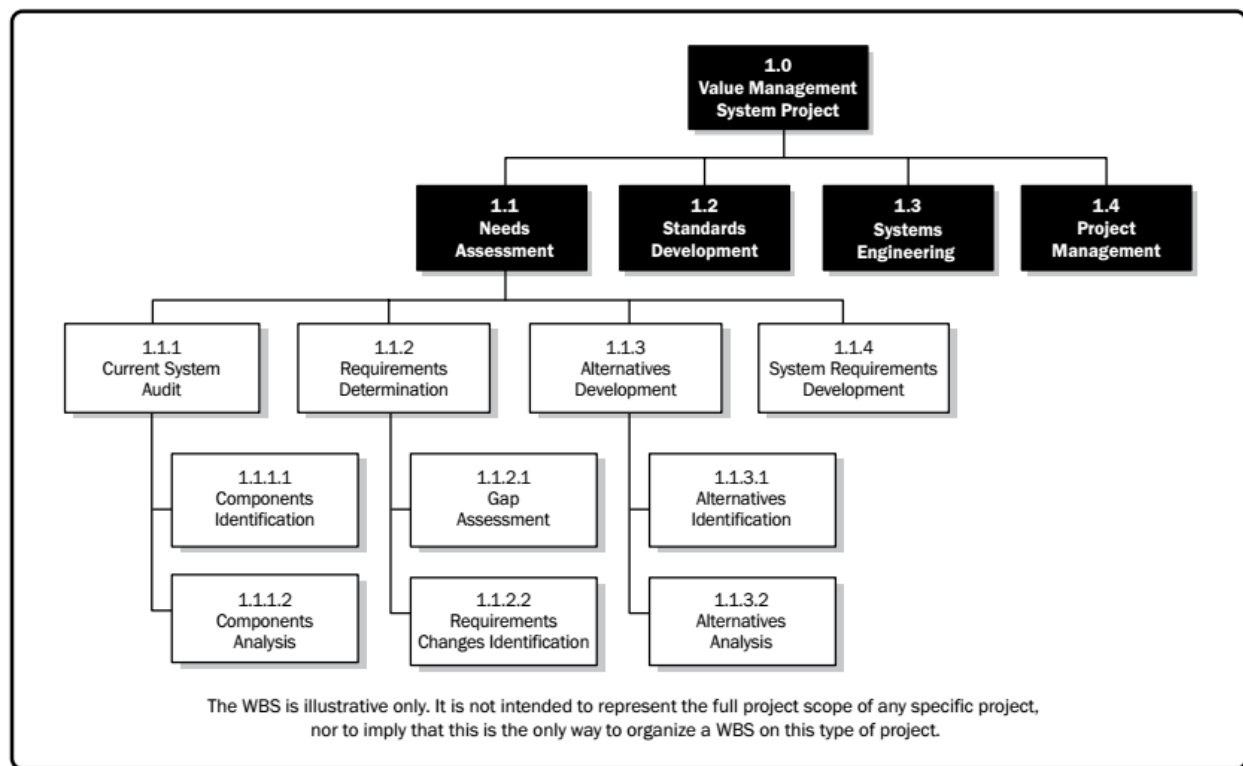 1.0
Value Management
System Project
1.1
Needs
Assessment
1.2
Standards
Development
1.3
Systems
Engineering
1.4
Project
Management
1.1.1
Current System
Audit
1.1.2
Requirements
Determination
1.1.3
Alternatives
Development
1.1.4
System Requirements
Development
1.1.1.1
Components
Identification
1.1.2.1
Gap
Assessment
1.1.3.1
Alternatives
Identification
1.1.1.2
Components
Analysis
1.1.2.2
Requirements
Changes Identification
1.1.3.2
Alternatives
Analysis
The WBS is illustrative only. It is not intended to represent the full project scope of any specific project,
nor to imply that this is the only way to organize a WBS on this type of project.